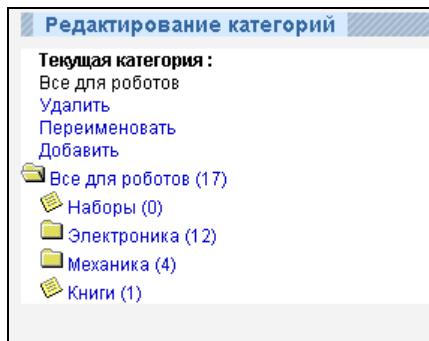 Редактирование категорий
Текущая категория :
Все для роботов
Удалить
Переименовать
Добавить
Все для роботов (17)
Наборы (0)
Электроника (12)
Механика (4)
Книги (1)